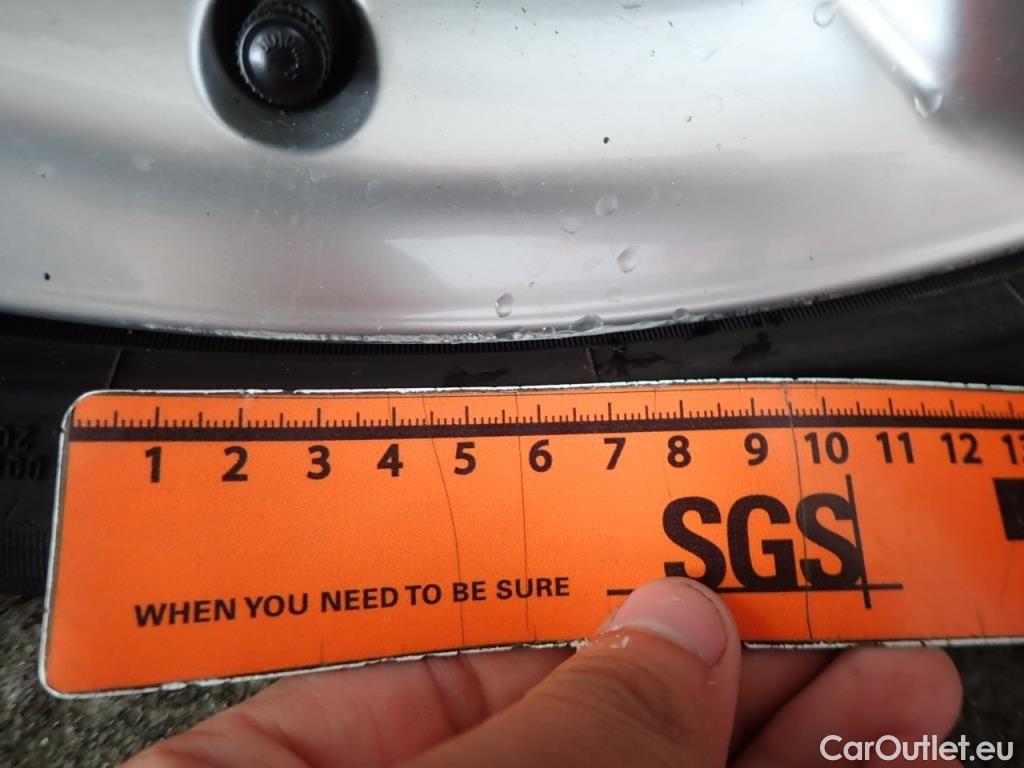 1 2 3 4 5 6 7 8 9 10 11 12 13
SGS
WHEN YOU NEED TO BE SURE
CarOutlet.eu